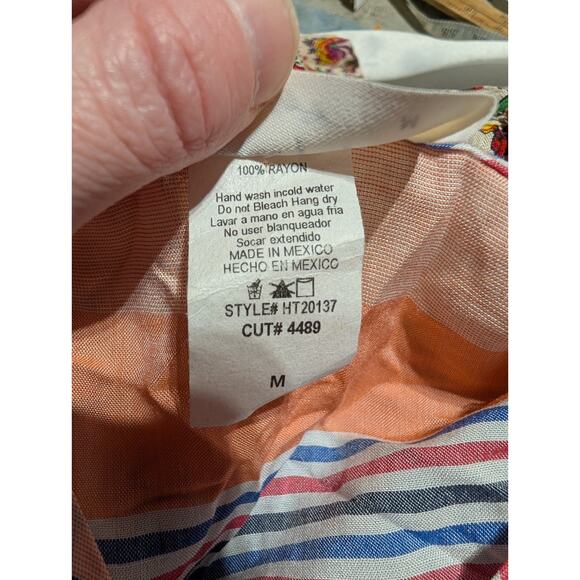 100% RAYON
Hand wash incold water
Do not Bleach Hang dry
Lavar a mano en agua fria
No user blanqueador
Socar extendido
MADE IN MEXICO
HECHO EN MEXICO
STYLE# HT20137
CUT# 4489
M